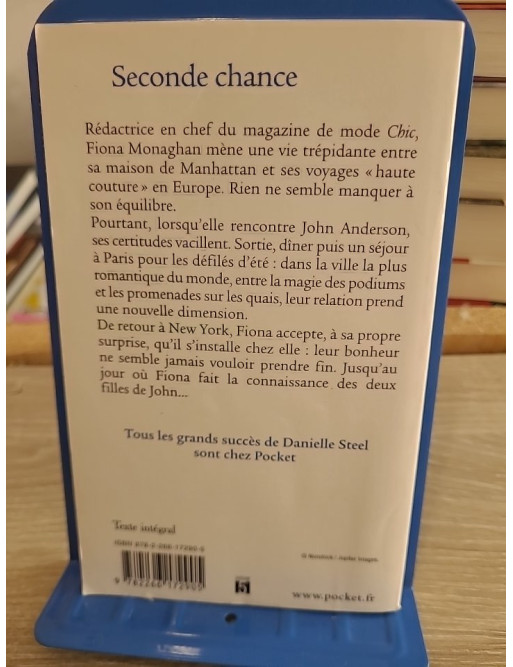 Seconde chance
Rédactrice en chef du magazine de mode Chic,
Fiona Monaghan mène une vie trépidante entre
sa maison de Manhattan et ses voyages « haute
couture » en Europe. Rien ne semble manquer à
son équilibre.
Pourtant, lorsqu'elle rencontre John Anderson,
ses certitudes vacillent. Sortie, dîner puis un séjour
à Paris pour les défilés d'été : dans la ville la plus
romantique du monde, entre la magie des podiums
et les promenades sur les quais, leur relation prend
une nouvelle dimension.
De retour à New York, Fiona accepte, à sa propre
surprise, qu'il s'installe chez elle : leur bonheur
ne semble jamais vouloir prendre fin. Jusqu'au
jour où Fiona fait la connaissance des deux
filles de John...
Tous les grands succès de Danielle Steel
sont chez Pocket
Texte intégral
9 782266 172905
5
www.pocket.fr